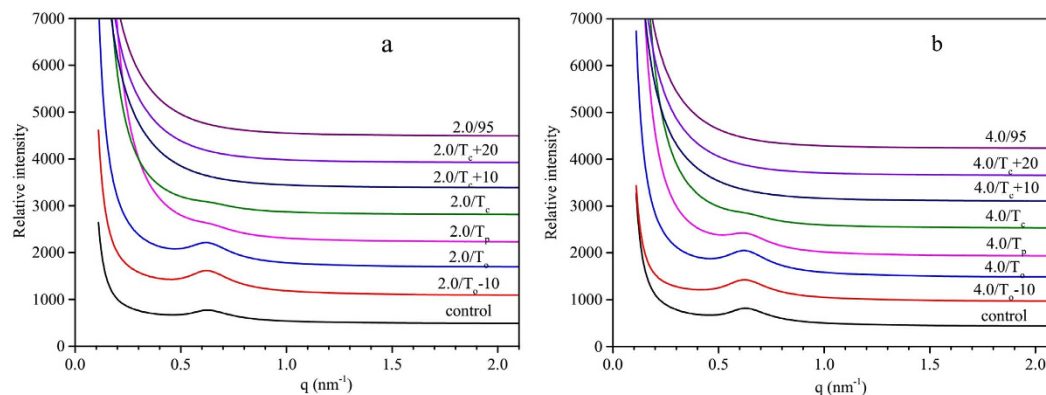 7000
6000
5000
4000
3000
2000
1000
0
Relative intensity
a
2.0/95
2.0/Tc+20
2.0/Tc+10
2.0/Tc
2.0/Tp
2.0/To
2.0/To-10
control
0.0 0.5 1.0 1.5 2.0
q (nm⁻¹)
7000
6000
5000
4000
3000
2000
1000
0
Relative intensity
b
4.0/95
4.0/Tc+20
4.0/Tc+10
4.0/Tc
4.0/Tp
4.0/To
4.0/To-10
control
0.0 0.5 1.0 1.5 2.0
q (nm⁻¹)